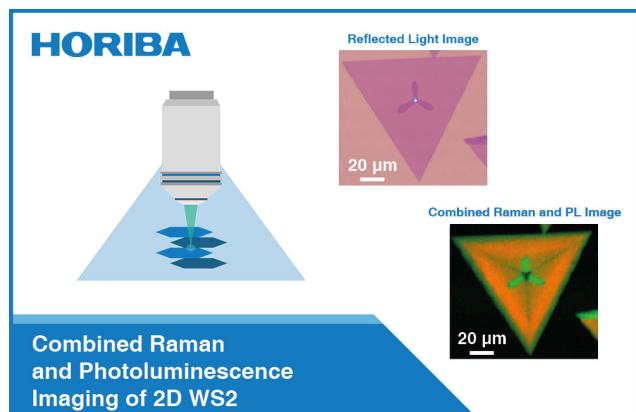 HORIBA
Reflected Light Image
20 µm
Combined Raman and PL Image
20 µm
Combined Raman
and Photoluminescence
Imaging of 2D WS2